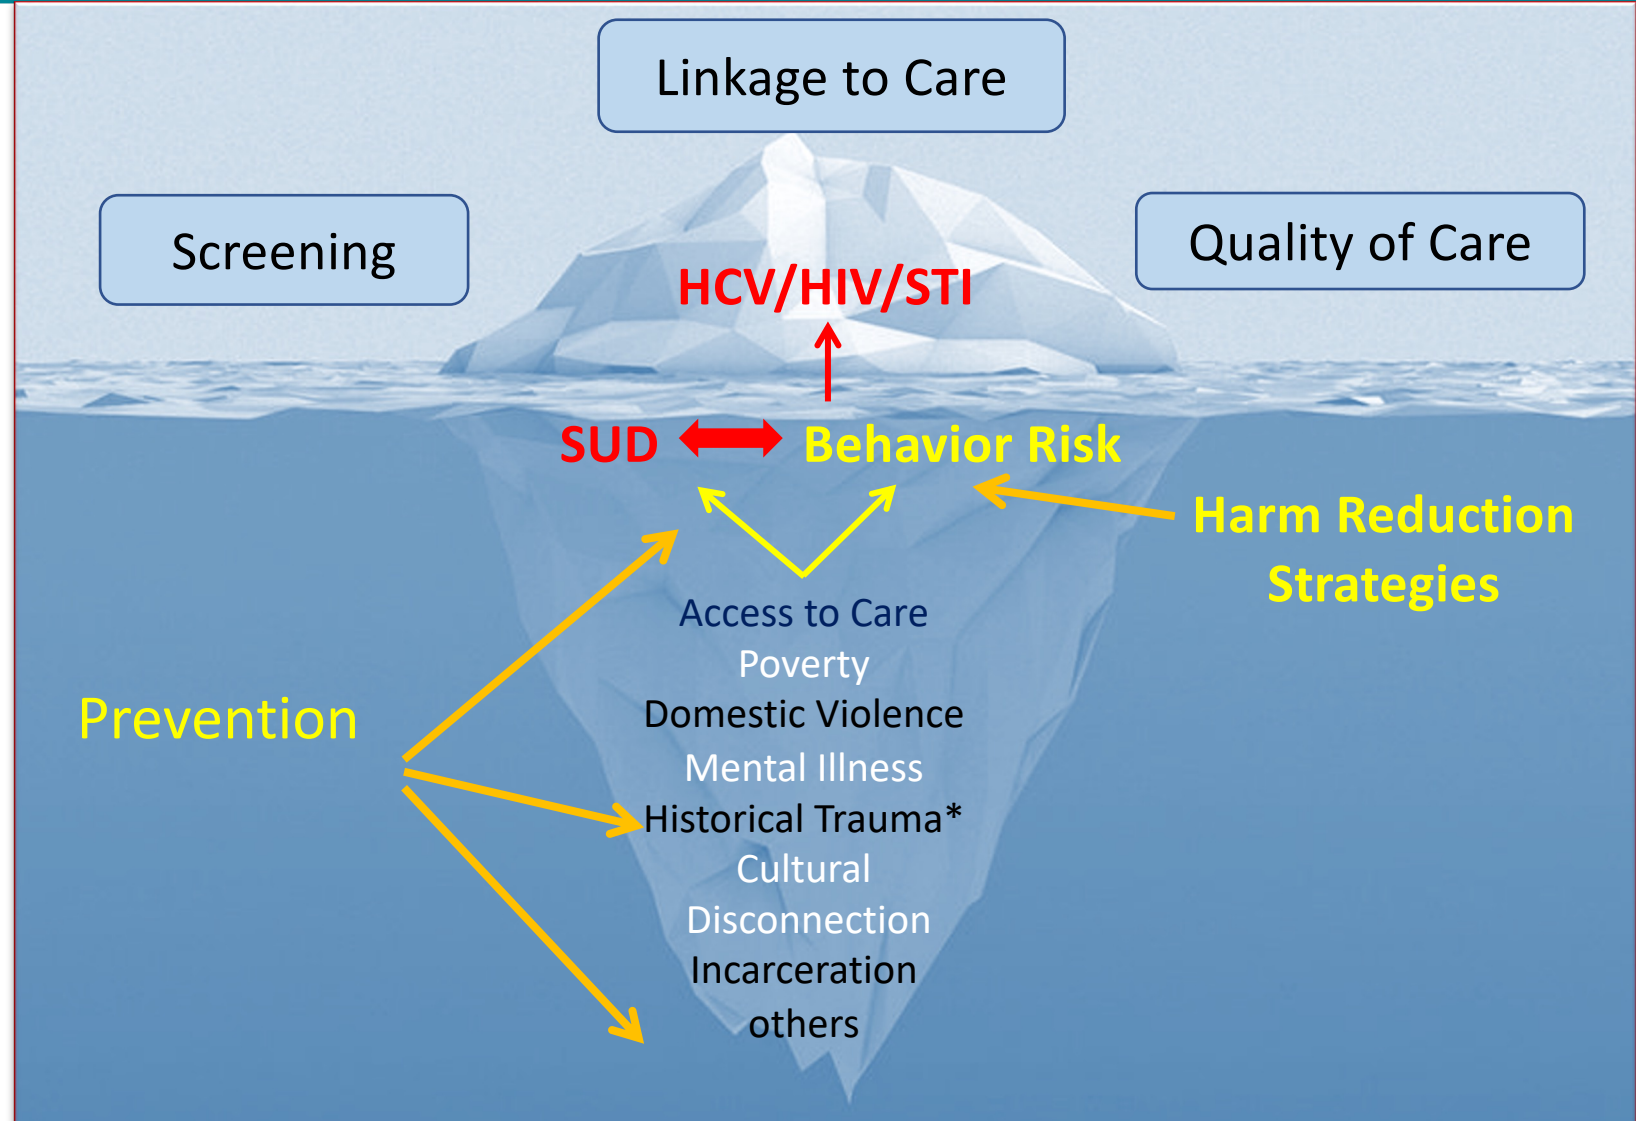 Linkage to Care
Screening
Quality of Care
HCV/HIV/STI
SUD
Behavior Risk
Harm Reduction
Strategies
Access to Care
Poverty
Prevention
Domestic Violence
Mental Illness
Historical Trauma*
Cultural
Disconnection
Incarceration
others